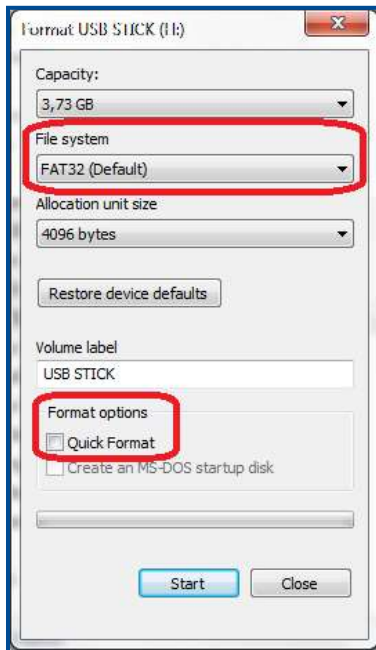 Format USB STICK (H:)
Capacity:
3,73 GB
File system
FAT32 (Default)
Allocation unit size
4096 bytes
Restore device defaults
Volume label
USB STICK
Format options
Quick Format
Create an MS-DOS startup disk
Start
Close